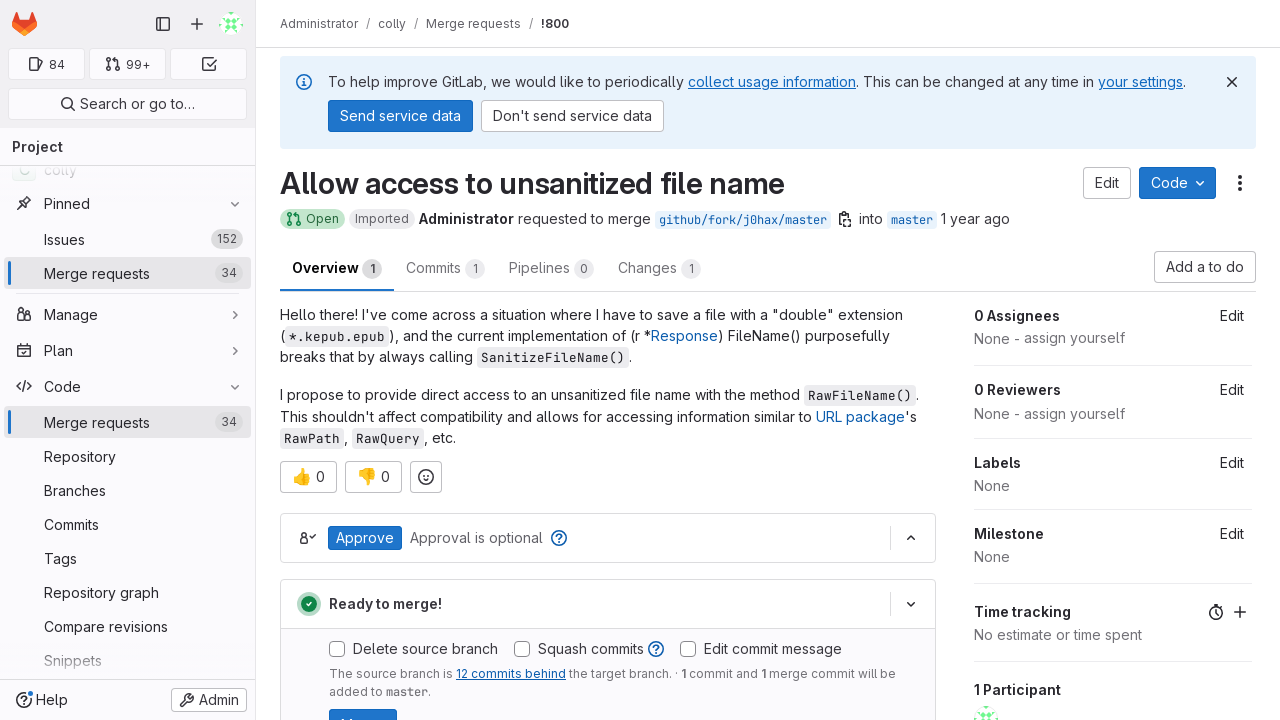 Administrator / colly / Merge requests / !800
84
99+
Search or go to…
Project
colly
Pinned
Issues 152
Merge requests 34
Manage
Plan
Code
Merge requests 34
Repository
Branches
Commits
Tags
Repository graph
Compare revisions
Snippets
Help
Admin
To help improve GitLab, we would like to periodically collect usage information. This can be changed at any time in your settings.
Send service data
Don't send service data
Allow access to unsanitized file name
Edit
Code
Open Imported Administrator requested to merge github/fork/j0hax/master into master 1 year ago
Overview 1
Commits 1
Pipelines 0
Changes 1
Add a to do
Hello there! I've come across a situation where I have to save a file with a "double" extension
(*.kepub.epub), and the current implementation of (r *Response) FileName() purposefully
breaks that by always calling SanitizeFileName().
I propose to provide direct access to an unsanitized file name with the method RawFileName().
This shouldn't affect compatibility and allows for accessing information similar to URL package's
RawPath, RawQuery, etc.
👍 0
👎 0
Approve Approval is optional
Ready to merge!
Delete source branch
Squash commits
Edit commit message
The source branch is 12 commits behind the target branch. · 1 commit and 1 merge commit will be
added to master.
0 Assignees Edit
None - assign yourself
0 Reviewers Edit
None - assign yourself
Labels Edit
None
Milestone Edit
None
Time tracking
No estimate or time spent
1 Participant